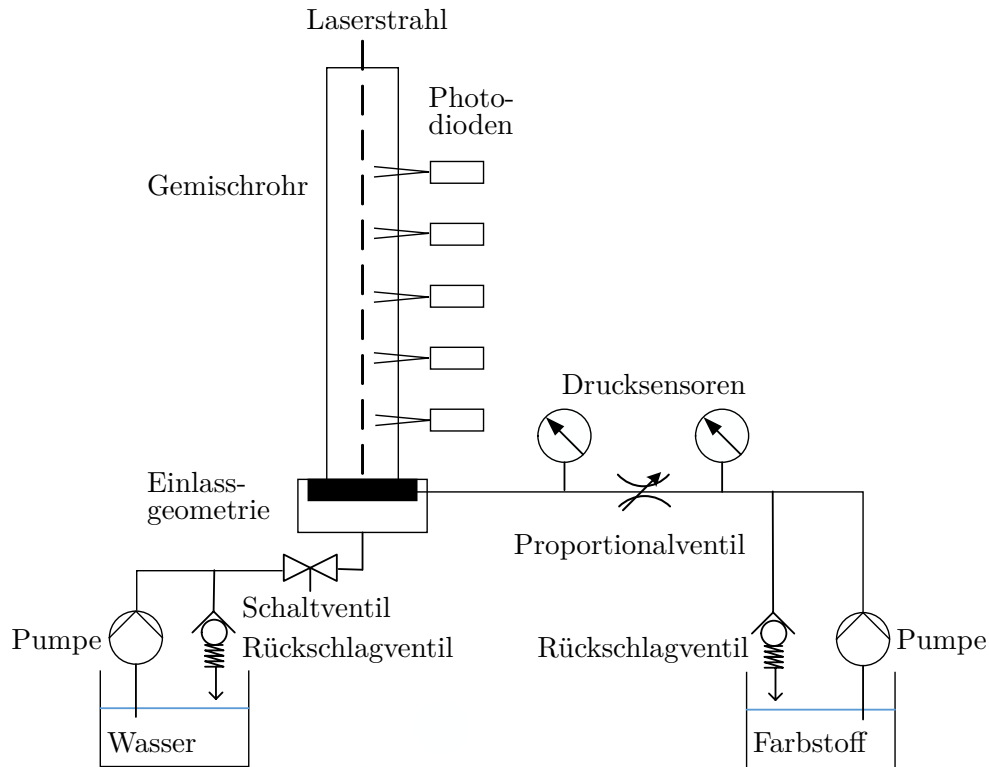 Laserstrahl
Photo-
dioden
Gemischrohr
Drucksensoren
Einlass-
geometrie
Proportionalventil
Schaltventil
Pumpe
Rückschlagventil
Rückschlagventil
Pumpe
Wasser
Farbstoff